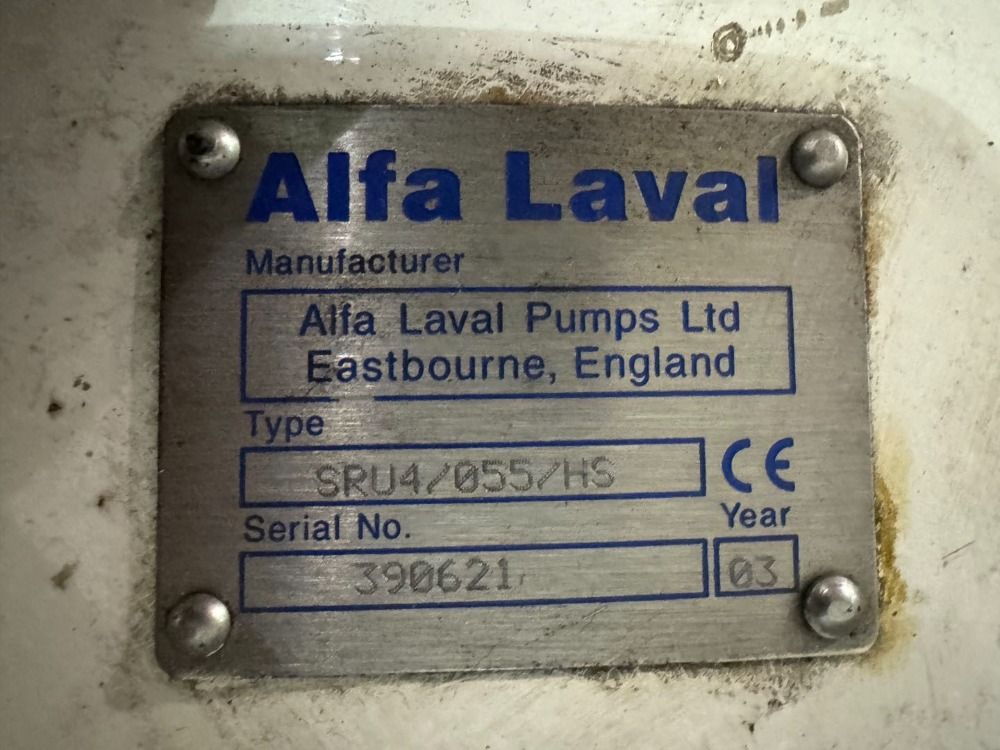 Alfa Laval
Manufacturer
Alfa Laval Pumps Ltd
Eastbourne, England
Type
SRU4/055/HS
CE
Serial No.
Year
390621
03